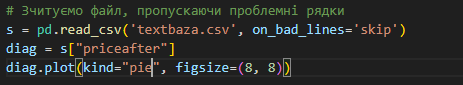 # Зчитуємо файл, пропускаючи проблемні рядки
s = pd.read_csv('textbaza.csv', on_bad_lines='skip')
diag = s["priceafter"]
diag.plot(kind="pie", figsize=(8, 8))